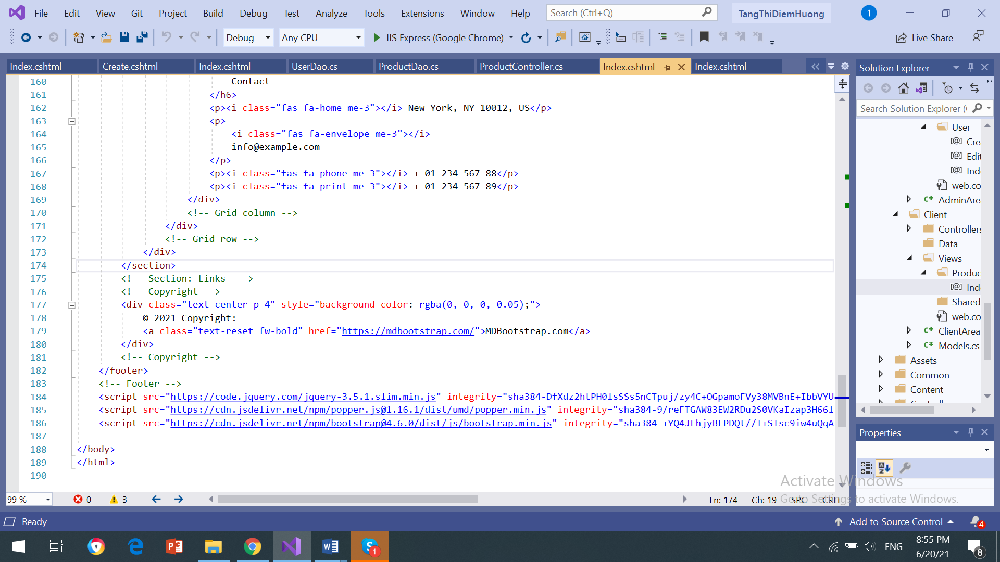 File Edit View Git Project Build Debug Test Analyze Tools Extensions Window Help Search (Ctrl+Q) TangThiDiemHuong 1
Debug Any CPU IIS Express (Google Chrome) Live Share
Index.cshtml Create.cshtml Index.cshtml UserDao.cs ProductDao.cs ProductController.cs Index.cshtml Index.cshtml
160 Contact
161 </h6>
162 <p><i class="fas fa-home me-3"></i> New York, NY 10012, US</p>
163 <p>
164 <i class="fas fa-envelope me-3"></i>
165 info@example.com
166 </p>
167 <p><i class="fas fa-phone me-3"></i> + 01 234 567 88</p>
168 <p><i class="fas fa-print me-3"></i> + 01 234 567 89</p>
169 </div>
170 <!-- Grid column -->
171 </div>
172 <!-- Grid row -->
173 </div>
174 </section>
175 <!-- Section: Links  -->
176 <!-- Copyright -->
177 <div class="text-center p-4" style="background-color: rgba(0, 0, 0, 0.05);">
178 © 2021 Copyright:
179 <a class="text-reset fw-bold" href="https://mdbootstrap.com/">MDBootstrap.com</a>
180 </div>
181 <!-- Copyright -->
182 </footer>
183 <!-- Footer -->
184 <script src="https://code.jquery.com/jquery-3.5.1.slim.min.js" integrity="sha384-DfXdz2htPH0lsSSs5nCTpuj/zy4C+OGpamoFVy38MVBnE+IbbVYU
185 <script src="https://cdn.jsdelivr.net/npm/popper.js@1.16.1/dist/umd/popper.min.js" integrity="sha384-9/reFTGAW83EW2RDu2S0VKaIzap3H66l
186 <script src="https://cdn.jsdelivr.net/npm/bootstrap@4.6.0/dist/js/bootstrap.min.js" integrity="sha384-+YQ4JLhjyBLPDQt//I+STsc9iw4uQqA
187
188 </body>
189 </html>
190
99 % 0 3 Ln: 174 Ch: 19 SPC CRLF
Solution Explorer
Search Solution Explorer (
User
[@] Cre
[@] Edit
[@] Ind
web.co
C# AdminAre
Client
Controllers
Data
Views
Produc
[@] Ind
Shared
web.co
C# ClientArea
C# Models.cs
Assets
Common
Content
Controllers
Properties
Activate Windows
Go to Settings to activate Windows.
Ready Add to Source Control 4
1 ENG 8:55 PM
6/20/21 8